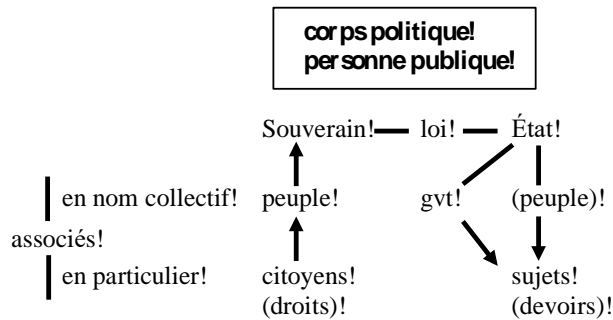 corps politique!
personne publique!
Souverain! loi! État!
en nom collectif! peuple! gvt! (peuple)!
associés!
en particulier! citoyens! sujets!
(droits)! (devoirs)!